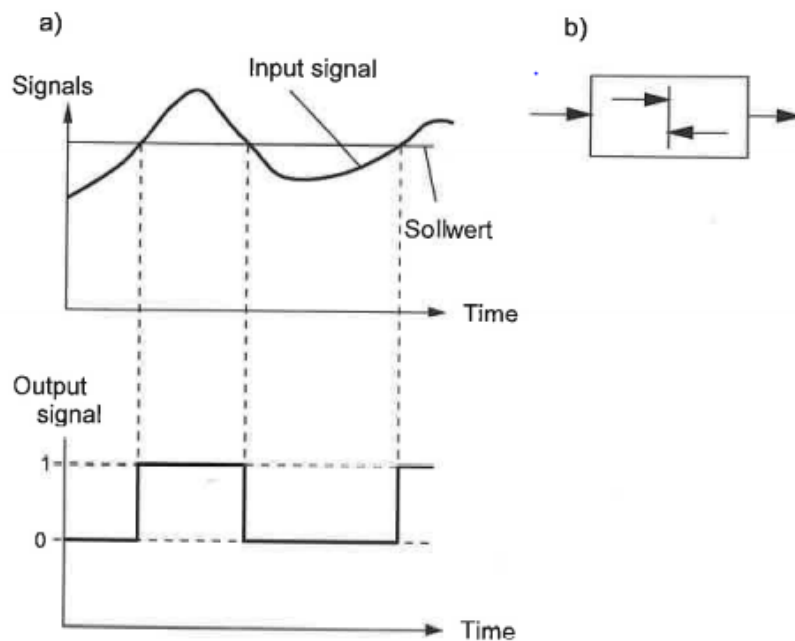 a)
b)
Input signal
Signals
Sollwert
Time
Output
signal
1
0
Time